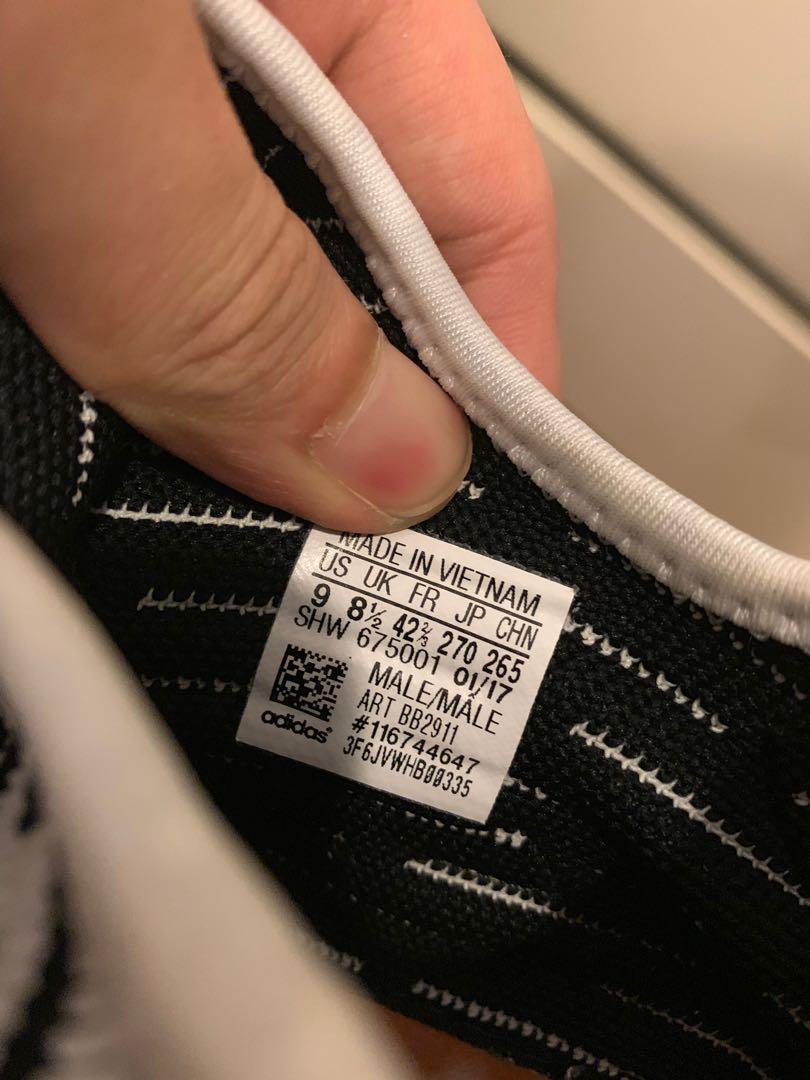 MADE IN VIETNAM
US UK FR JP CHN
9 8½ 42⅔ 270 265
SHW 675001 01/17
MALE/MÂLE
ART BB2911
#116744647
3F6JVWHB00335
adidas